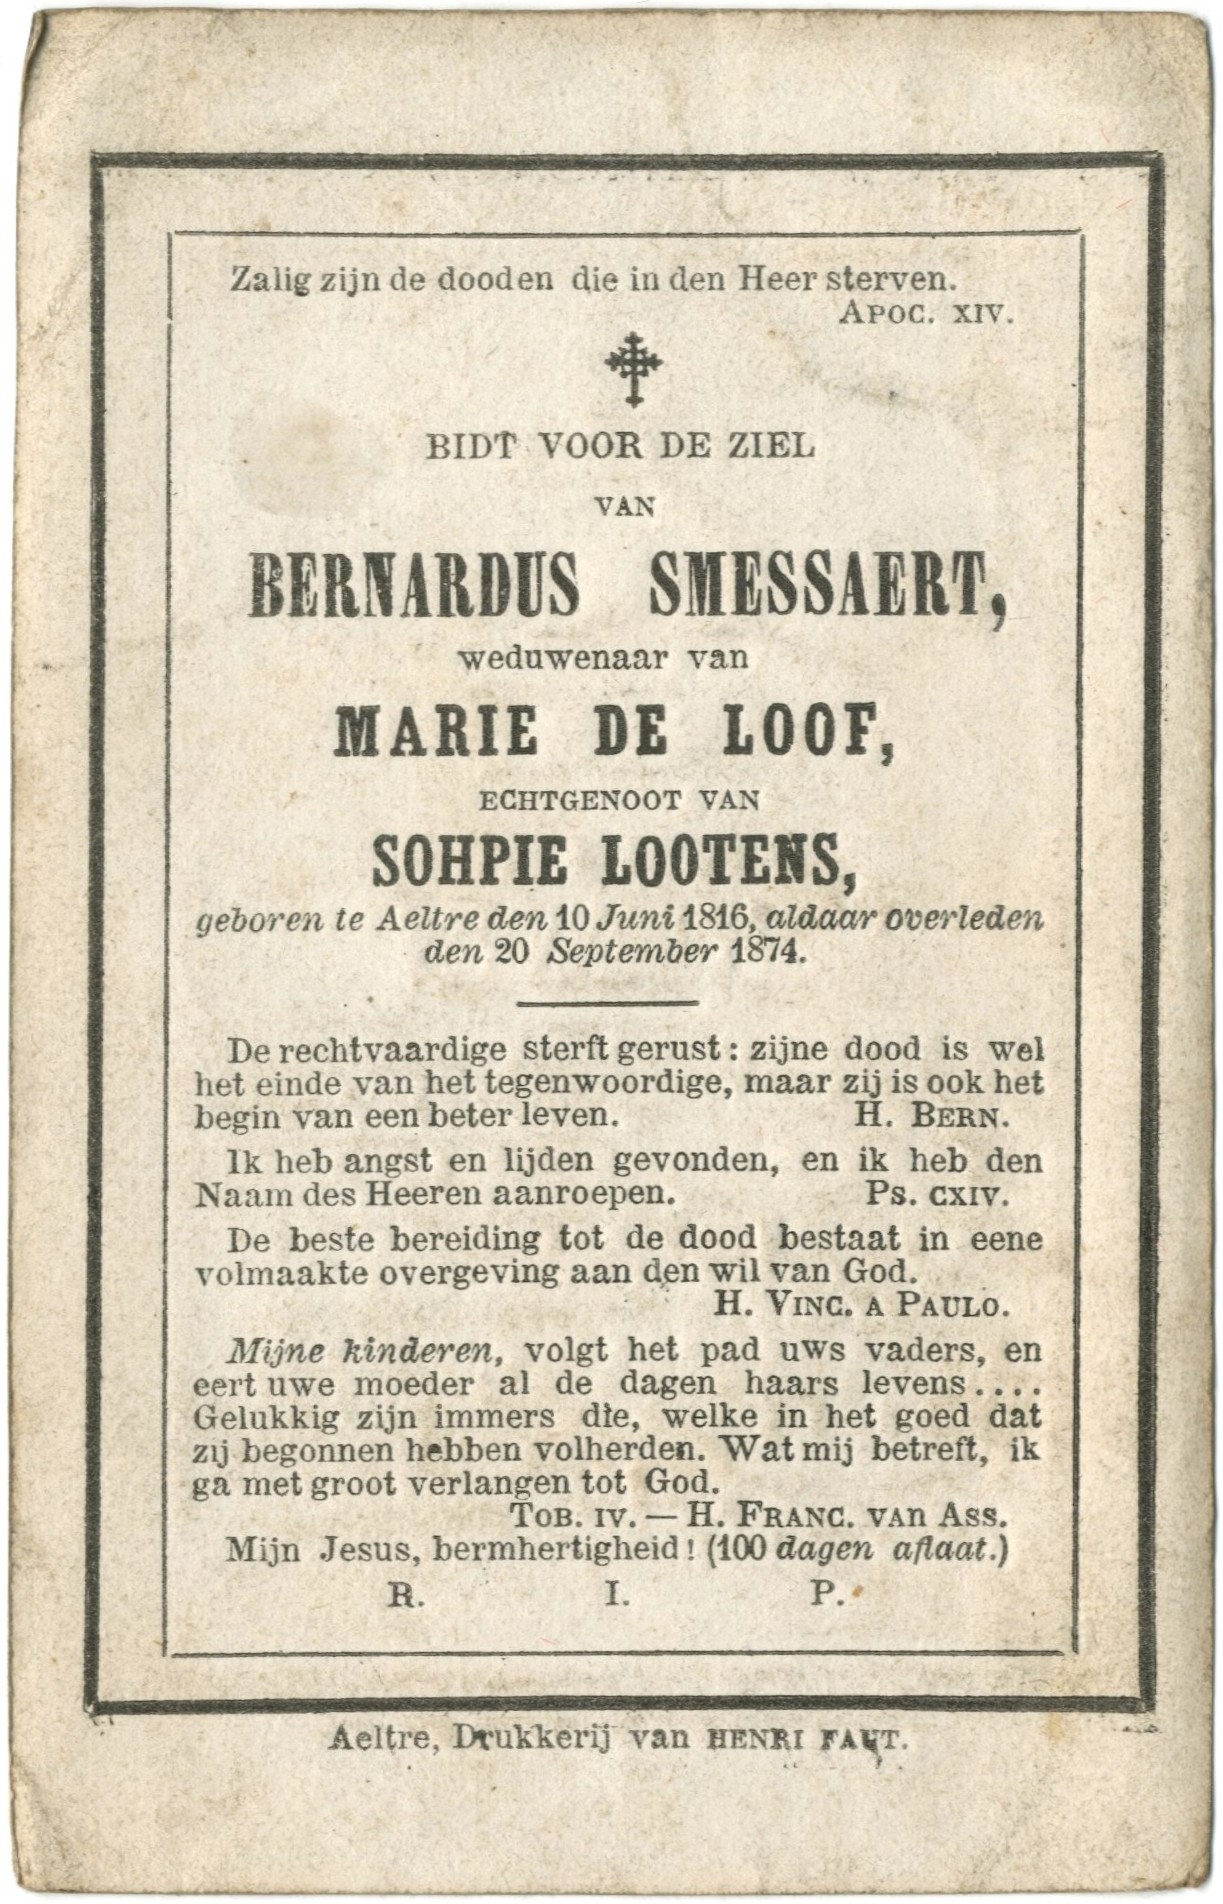 Zalig zijn de dooden die in den Heer sterven.
APOC. XIV.
BIDT VOOR DE ZIEL
VAN
BERNARDUS SMESSAERT,
weduwenaar van
MARIE DE LOOF,
ECHTGENOOT VAN
SOHPIE LOOTENS,
geboren te Aeltre den 10 Juni 1816, aldaar overleden
den 20 September 1874.
De rechtvaardige sterft gerust : zijne dood is wel
het einde van het tegenwoordige, maar zij is ook het
begin van een beter leven. H. BERN.
Ik heb angst en lijden gevonden, en ik heb den
Naam des Heeren aanroepen. Ps. CXIV.
De beste bereiding tot de dood bestaat in eene
volmaakte overgeving aan den wil van God.
H. VINC. A PAULO.
Mijne kinderen, volgt het pad uws vaders, en
eert uwe moeder al de dagen haars levens....
Gelukkig zijn immers die, welke in het goed dat
zij begonnen hebben volherden. Wat mij betreft, ik
ga met groot verlangen tot God.
TOB. IV. — H. FRANC. VAN ASS.
Mijn Jesus, bermhertigheid ! (100 dagen aflaat.)
R. I. P.
Aeltre, Drukkerij van HENRI FAUT.